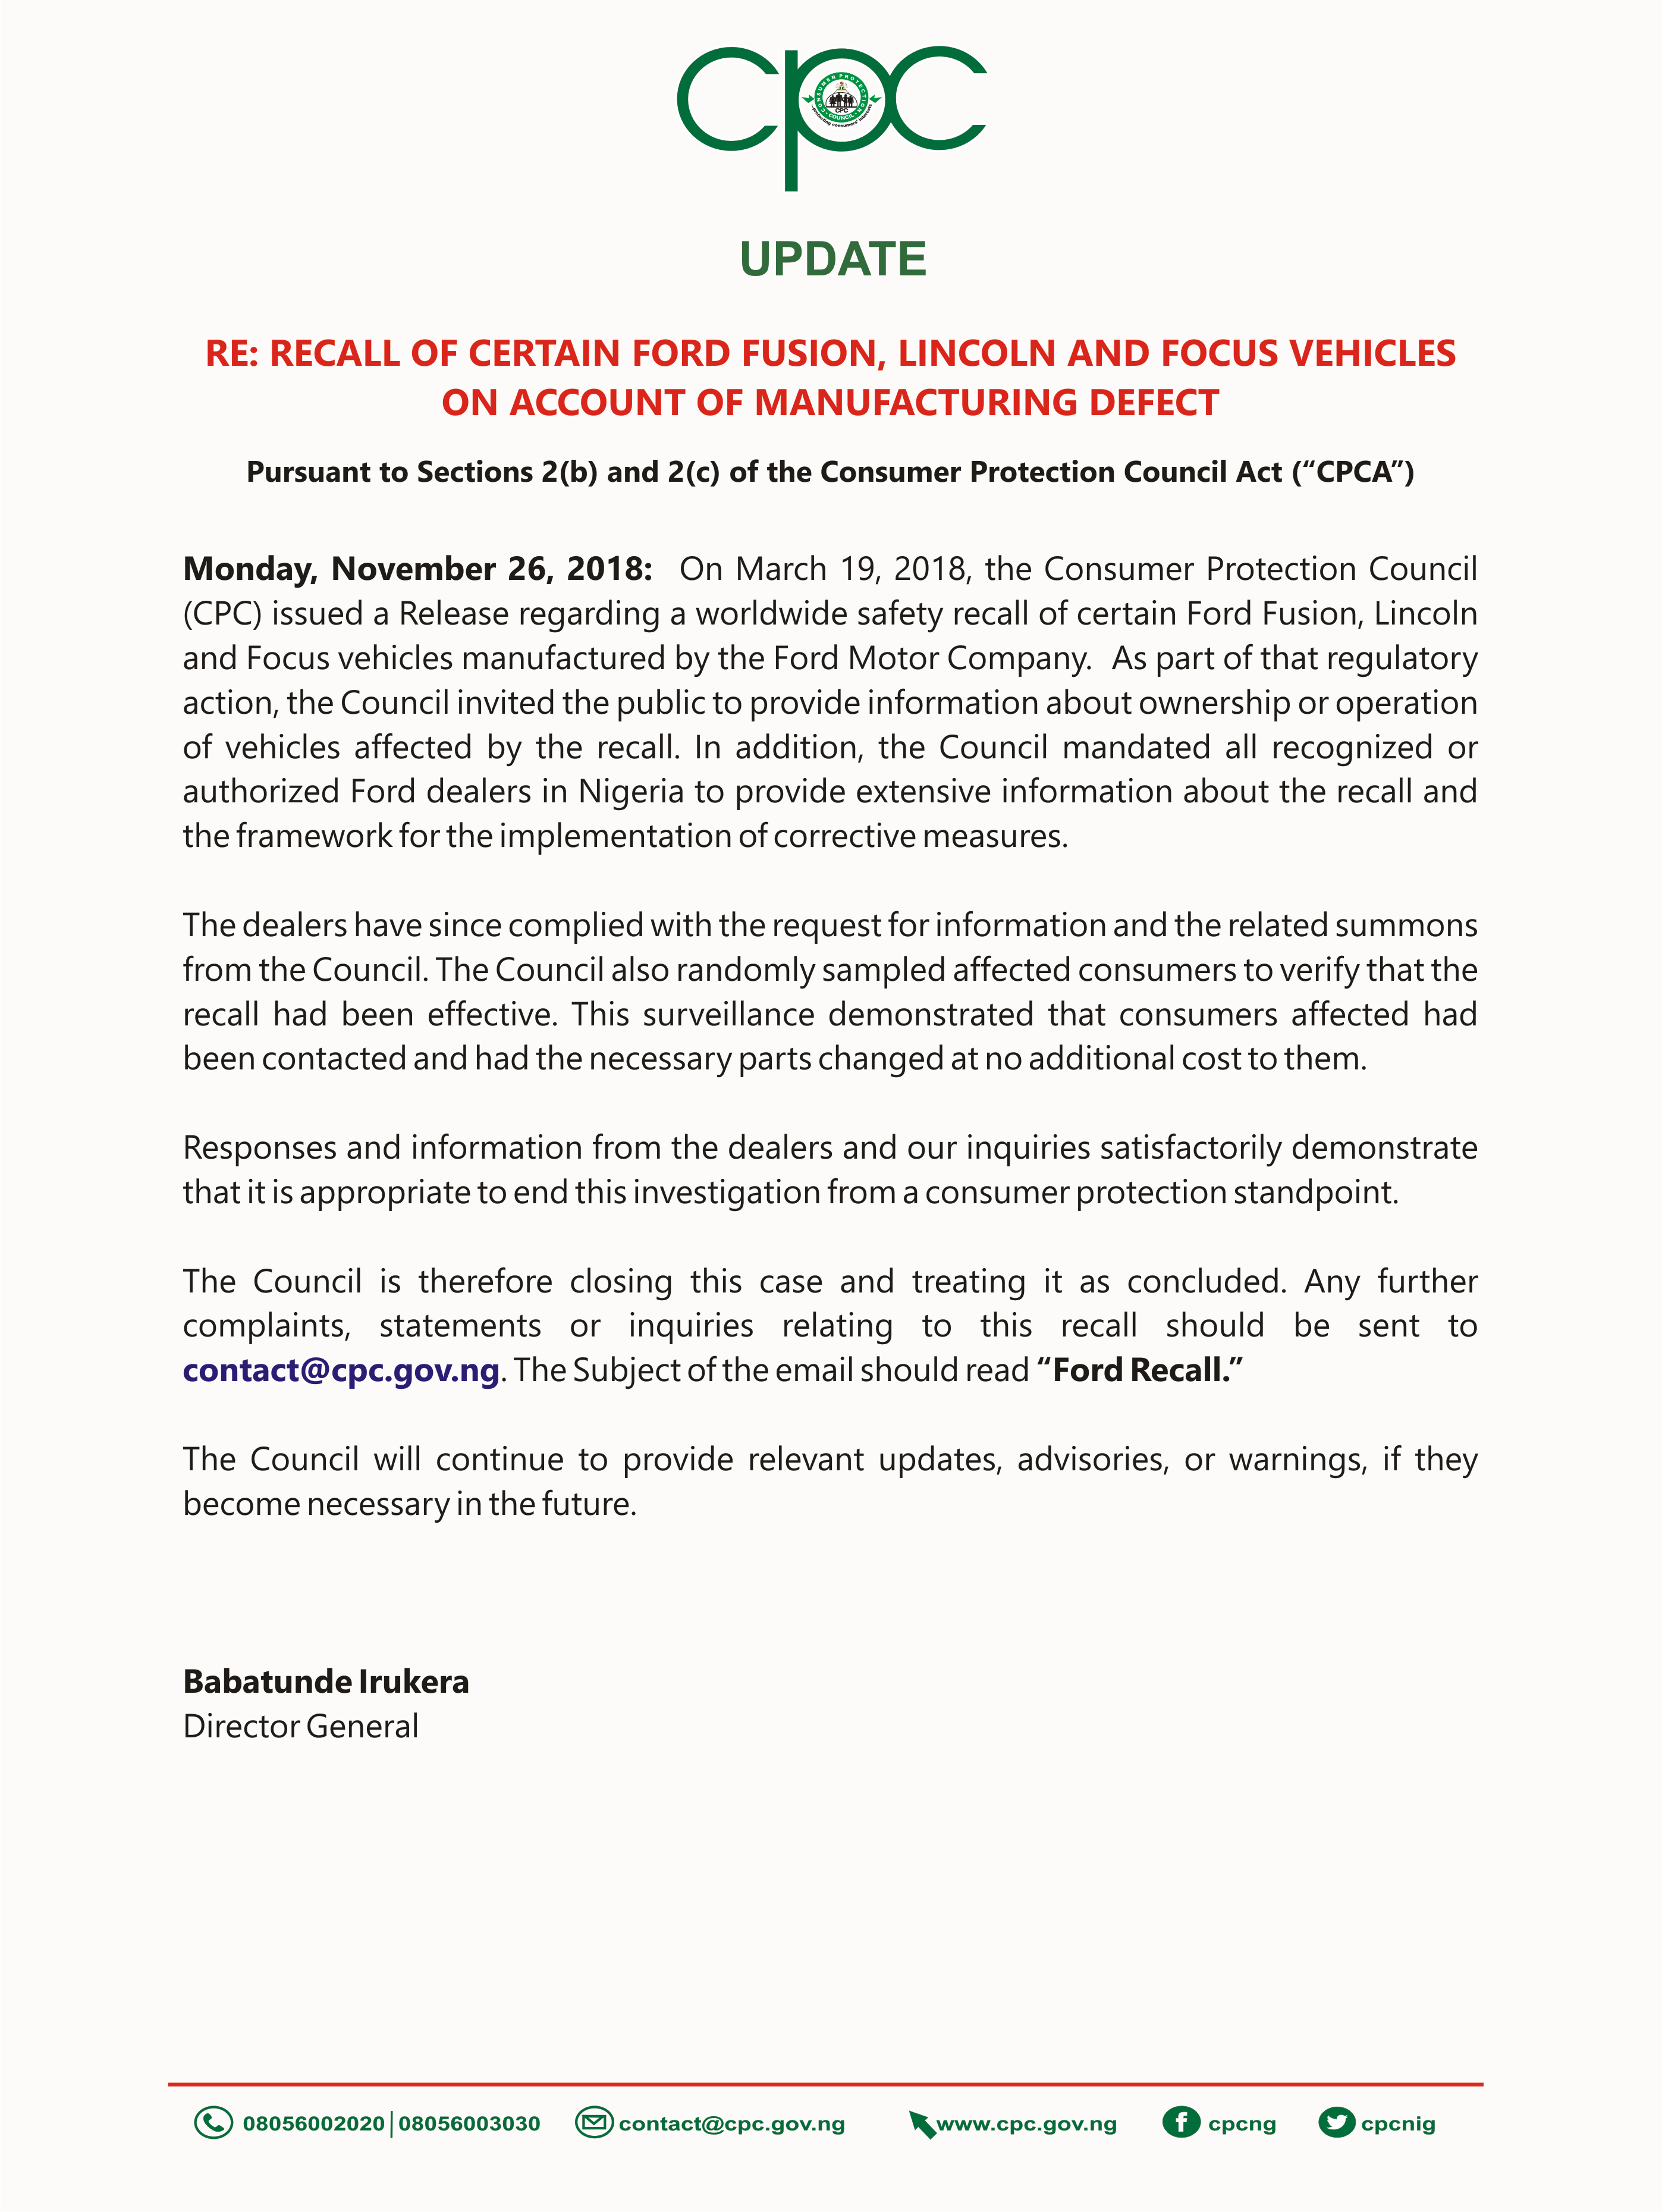 cpc
CONSUMER PROTECTION
CPC
COUNCIL
UPDATE
RE: RECALL OF CERTAIN FORD FUSION, LINCOLN AND FOCUS VEHICLES
ON ACCOUNT OF MANUFACTURING DEFECT
Pursuant to Sections 2(b) and 2(c) of the Consumer Protection Council Act (“CPCA”)
Monday, November 26, 2018: On March 19, 2018, the Consumer Protection Council
(CPC) issued a Release regarding a worldwide safety recall of certain Ford Fusion, Lincoln
and Focus vehicles manufactured by the Ford Motor Company. As part of that regulatory
action, the Council invited the public to provide information about ownership or operation
of vehicles affected by the recall. In addition, the Council mandated all recognized or
authorized Ford dealers in Nigeria to provide extensive information about the recall and
the framework for the implementation of corrective measures.
The dealers have since complied with the request for information and the related summons
from the Council. The Council also randomly sampled affected consumers to verify that the
recall had been effective. This surveillance demonstrated that consumers affected had
been contacted and had the necessary parts changed at no additional cost to them.
Responses and information from the dealers and our inquiries satisfactorily demonstrate
that it is appropriate to end this investigation from a consumer protection standpoint.
The Council is therefore closing this case and treating it as concluded. Any further
complaints, statements or inquiries relating to this recall should be sent to
contact@cpc.gov.ng. The Subject of the email should read “Ford Recall.”
The Council will continue to provide relevant updates, advisories, or warnings, if they
become necessary in the future.
Babatunde Irukera
Director General
08056002020|08056003030 contact@cpc.gov.ng www.cpc.gov.ng cpcng cpcnig